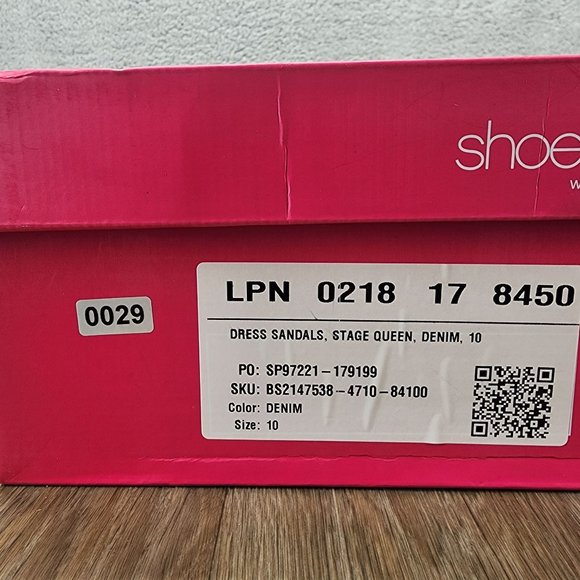 shoe
w
0029
LPN 0218 17 8450
DRESS SANDALS, STAGE QUEEN, DENIM, 10
PO: SP97221-179199
SKU: BS2147538-4710-84100
Color: DENIM
Size: 10